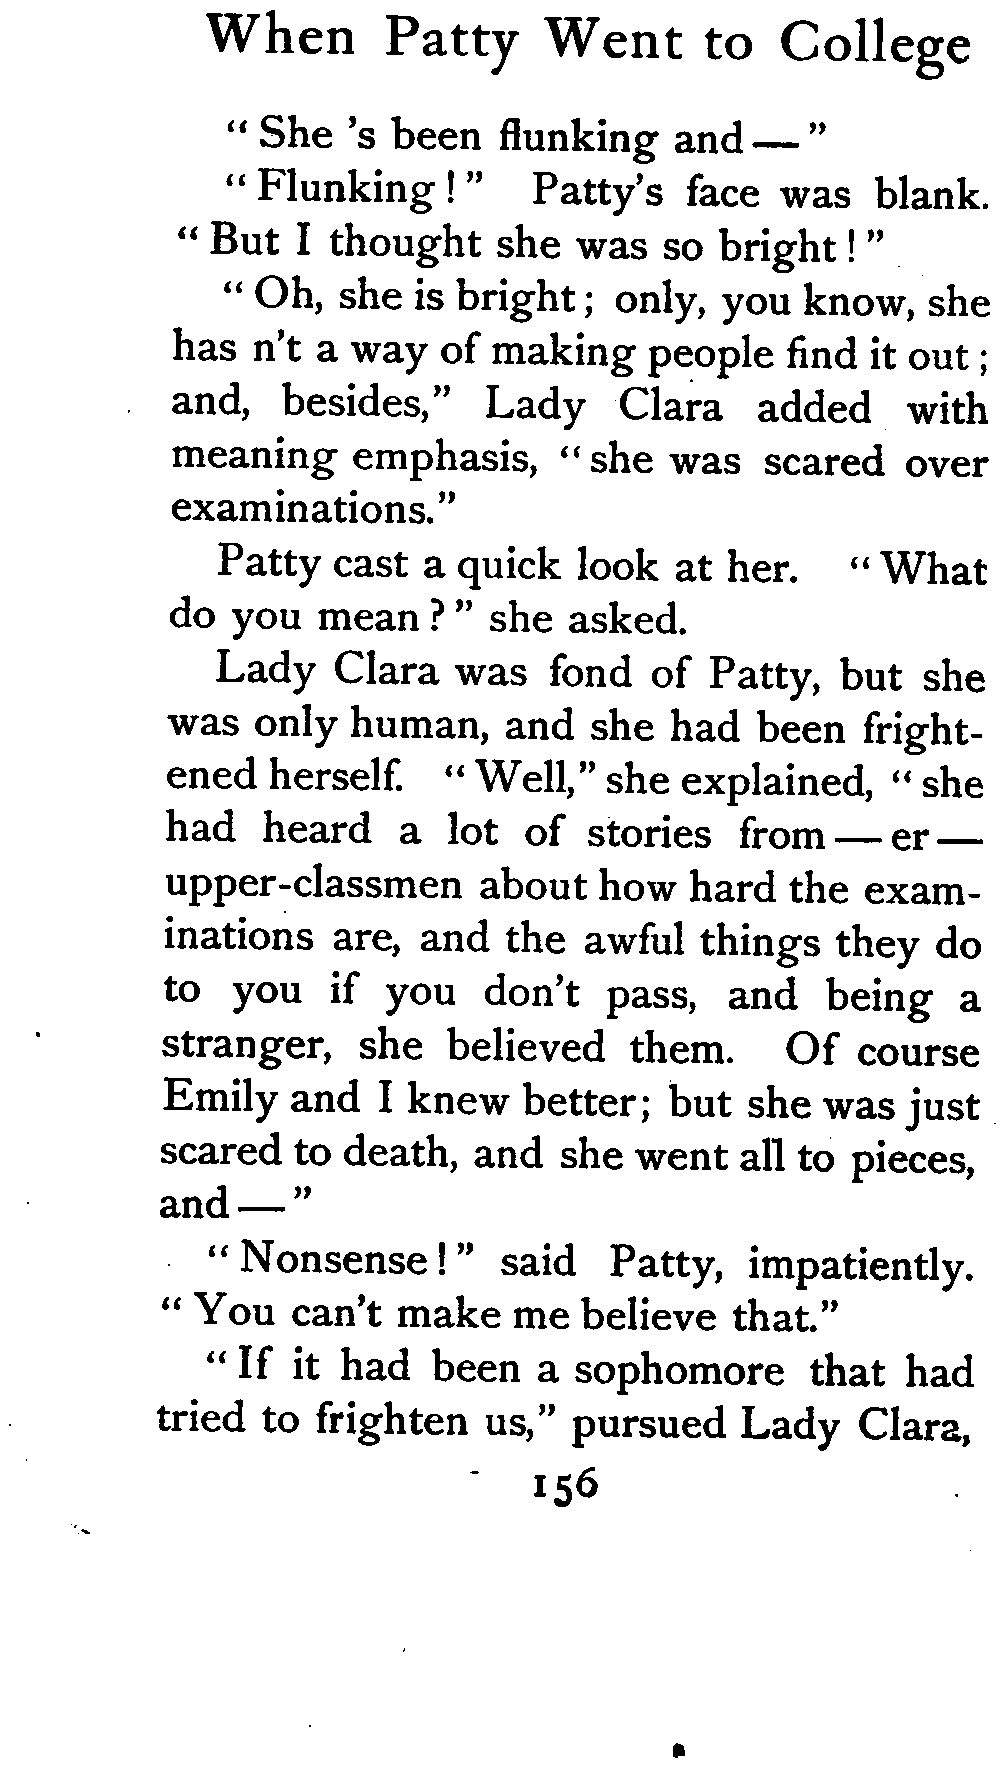 When Patty Went to College
“ She 's been flunking and — ”
“ Flunking ! ” Patty's face was blank.
“ But I thought she was so bright ! ”
“ Oh, she is bright ; only, you know, she
has n't a way of making people find it out ;
and, besides,” Lady Clara added with
meaning emphasis, “ she was scared over
examinations.”
Patty cast a quick look at her. “ What
do you mean ? ” she asked.
Lady Clara was fond of Patty, but she
was only human, and she had been fright-
ened herself. “ Well,” she explained, “ she
had heard a lot of stories from — er —
upper-classmen about how hard the exam-
inations are, and the awful things they do
to you if you don't pass, and being a
stranger, she believed them. Of course
Emily and I knew better; but she was just
scared to death, and she went all to pieces,
and — ”
“ Nonsense ! ” said Patty, impatiently.
“ You can't make me believe that.”
“ If it had been a sophomore that had
tried to frighten us,” pursued Lady Clara,
156